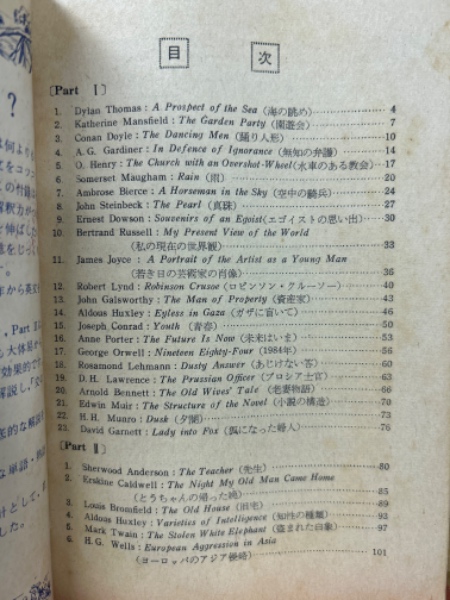 目次
[Part I]
1. Dylan Thomas : A Prospect of the Sea (海の眺め) 4
2. Katherine Mansfield : The Garden Party (園遊会) 7
3. Conan Doyle : The Dancing Men (踊り人形) 10
4. A.G. Gardiner : In Defence of Ignorance (無知の弁護) 14
5. O. Henry : The Church with an Overshot-Wheel (水車のある教会) 17
6. Somerset Maugham : Rain (雨) 20
7. Ambrose Bierce : A Horseman in the Sky (空中の騎兵) 24
8. John Steinbeck : The Pearl (真珠) 27
9. Ernest Dowson : Souvenirs of an Egoist (エゴイストの思い出) 30
10. Bertrand Russell : My Present View of the World
(私の現在の世界観) 33
11. James Joyce : A Portrait of the Artist as a Young Man
(若き日の芸術家の肖像) 36
12. Robert Lynd : Robinson Crusoe (ロビンソン・クルーソー) 40
13. John Galsworthy : The Man of Property (資産家) 43
14. Aldous Huxley : Eyless in Gaza (ガザに盲いて) 46
15. Joseph Conrad : Youth (青春) 50
16. Anne Porter : The Future Is Now (未来はいま) 53
17. George Orwell : Nineteen Eighty-Four (1984年) 56
18. Rosamond Lehmann : Dusty Answer (あじけない答) 60
19. D.H. Lawrence : The Prussian Officer (プロシア士官) 63
20. Arnold Bennett : The Old Wives' Tale (老妻物語) 66
21. Edwin Muir : The Structure of the Novel (小説の構造) 70
22. H.H. Munro : Dusk (夕闇) 73
23. David Garnett : Lady into Fox (狐になった婦人) 76
[Part II]
1. Sherwood Anderson : The Teacher (先生) 80
2. Erskine Caldwell : The Night My Old Man Came Home
(とうちゃんの帰った晩) 85
3. Louis Bromfield : The Old House (旧宅) 89
4. Aldous Huxley : Varieties of Intelligence (知性の種類) 93
5. Mark Twain : The Stolen White Elephant (盗まれた白象) 97
6. H.G. Wells : European Aggression in Asia
(ヨーロッパのアジア侵略) 101